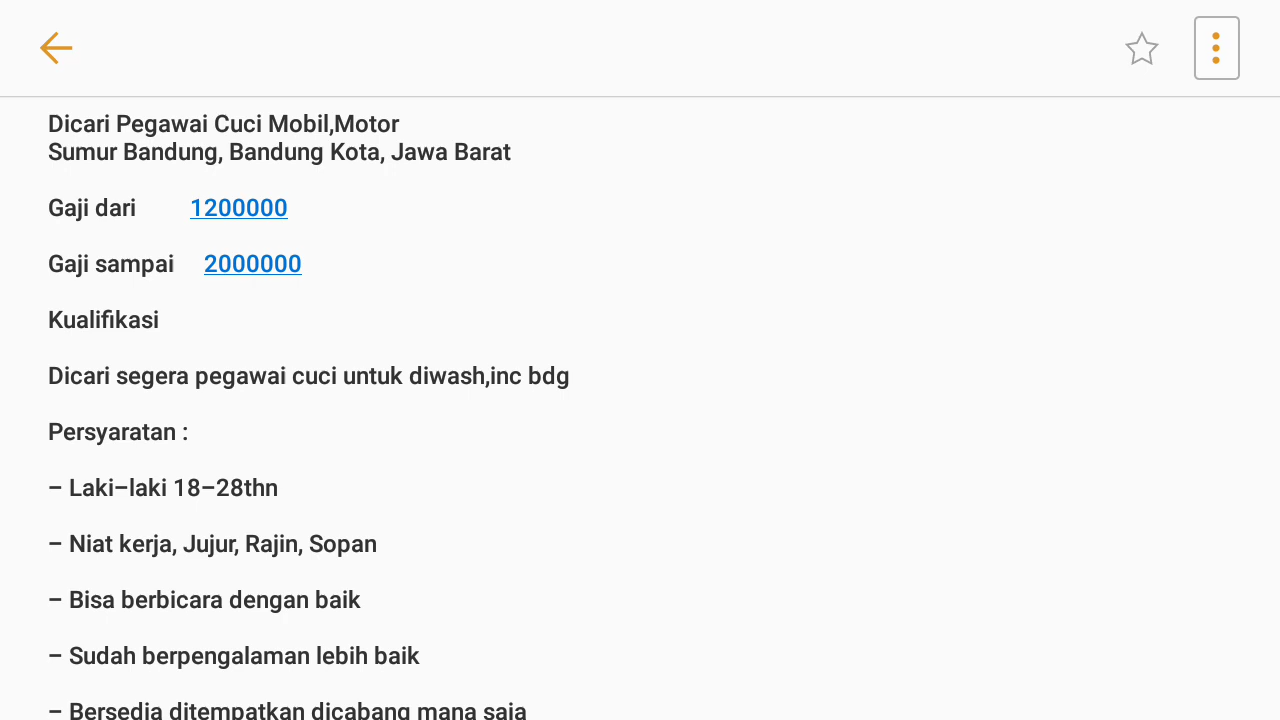 Dicari Pegawai Cuci Mobil,Motor
Sumur Bandung, Bandung Kota, Jawa Barat
Gaji dari 1200000
Gaji sampai 2000000
Kualifikasi
Dicari segera pegawai cuci untuk diwash,inc bdg
Persyaratan :
– Laki–laki 18–28thn
– Niat kerja, Jujur, Rajin, Sopan
– Bisa berbicara dengan baik
– Sudah berpengalaman lebih baik
– Bersedia ditempatkan dicabang mana saja